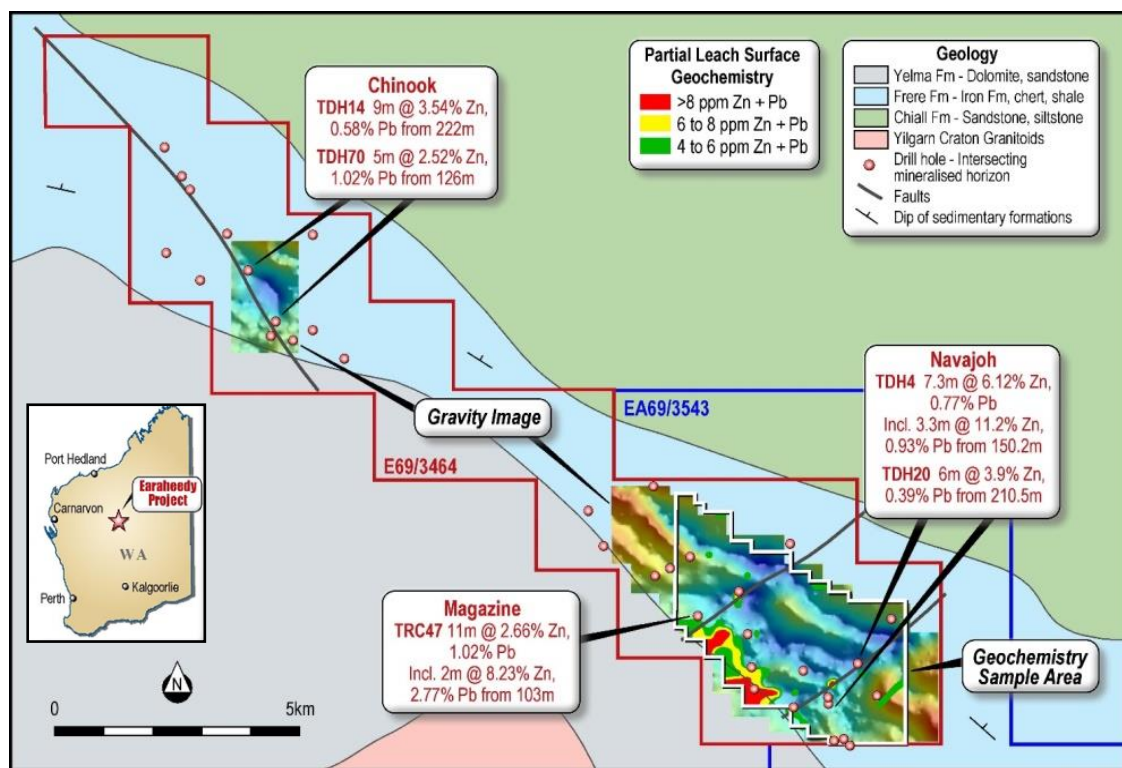 Chinook
TDH14 9m @ 3.54% Zn,
0.58% Pb from 222m
TDH70 5m @ 2.52% Zn,
1.02% Pb from 126m
Partial Leach Surface
Geochemistry
>8 ppm Zn + Pb
6 to 8 ppm Zn + Pb
4 to 6 ppm Zn + Pb
Geology
Yelma Fm - Dolomite, sandstone
Frere Fm - Iron Fm, chert, shale
Chiall Fm - Sandstone, siltstone
Yilgarn Craton Granitoids
Drill hole - Intersecting
mineralised horizon
Faults
Dip of sedimentary formations
Navajoh
TDH4 7.3m @ 6.12% Zn,
0.77% Pb
Incl. 3.3m @ 11.2% Zn,
0.93% Pb from 150.2m
TDH20 6m @ 3.9% Zn,
0.39% Pb from 210.5m
EA69/3543
Gravity Image
E69/3464
Port Hedland
Earaheedy
Project
Carnarvon
WA
Kalgoorlie
Perth
Magazine
TRC47 11m @ 2.66% Zn,
1.02% Pb
Incl. 2m @ 8.23% Zn,
2.77% Pb from 103m
Geochemistry
Sample Area
N
0 5km